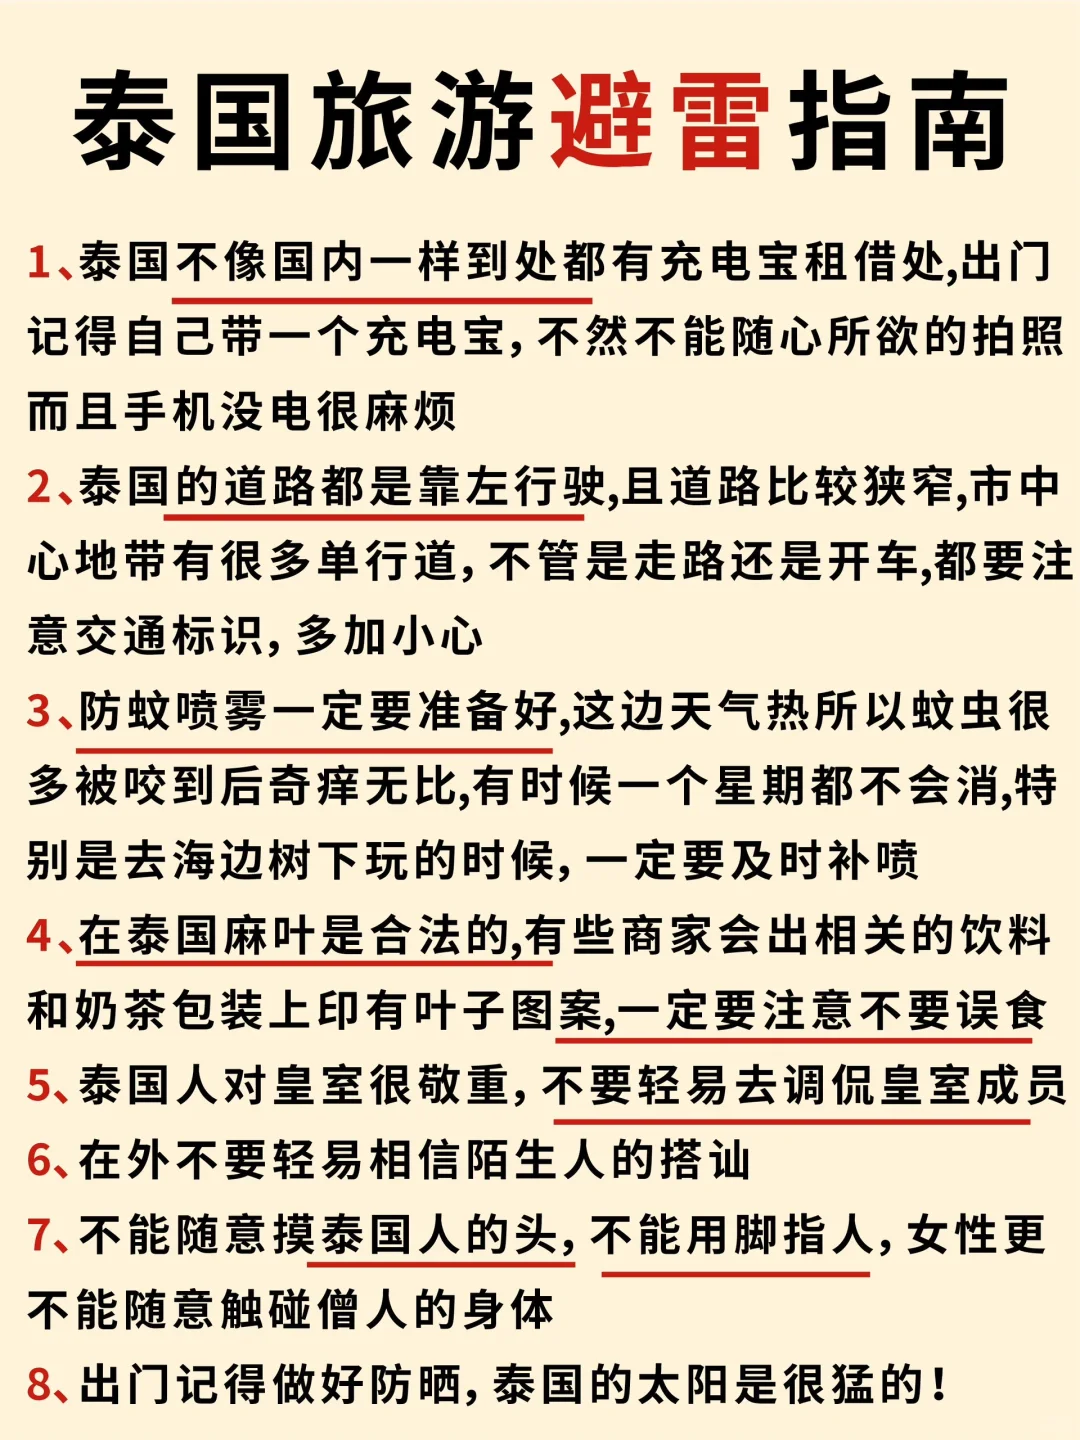 泰国旅游避雷指南
1、泰国不像国内一样到处都有充电宝租借处,出门
记得自己带一个充电宝，不然不能随心所欲的拍照
而且手机没电很麻烦
2、泰国的道路都是靠左行驶,且道路比较狭窄,市中
心地带有很多单行道，不管是走路还是开车,都要注
意交通标识，多加小心
3、防蚊喷雾一定要准备好,这边天气热所以蚊虫很
多被咬到后奇痒无比,有时候一个星期都不会消,特
别是去海边树下玩的时候，一定要及时补喷
4、在泰国麻叶是合法的,有些商家会出相关的饮料
和奶茶包装上印有叶子图案,一定要注意不要误食
5、泰国人对皇室很敬重，不要轻易去调侃皇室成员
6、在外不要轻易相信陌生人的搭讪
7、不能随意摸泰国人的头，不能用脚指人，女性更
不能随意触碰僧人的身体
8、出门记得做好防晒，泰国的太阳是很猛的！